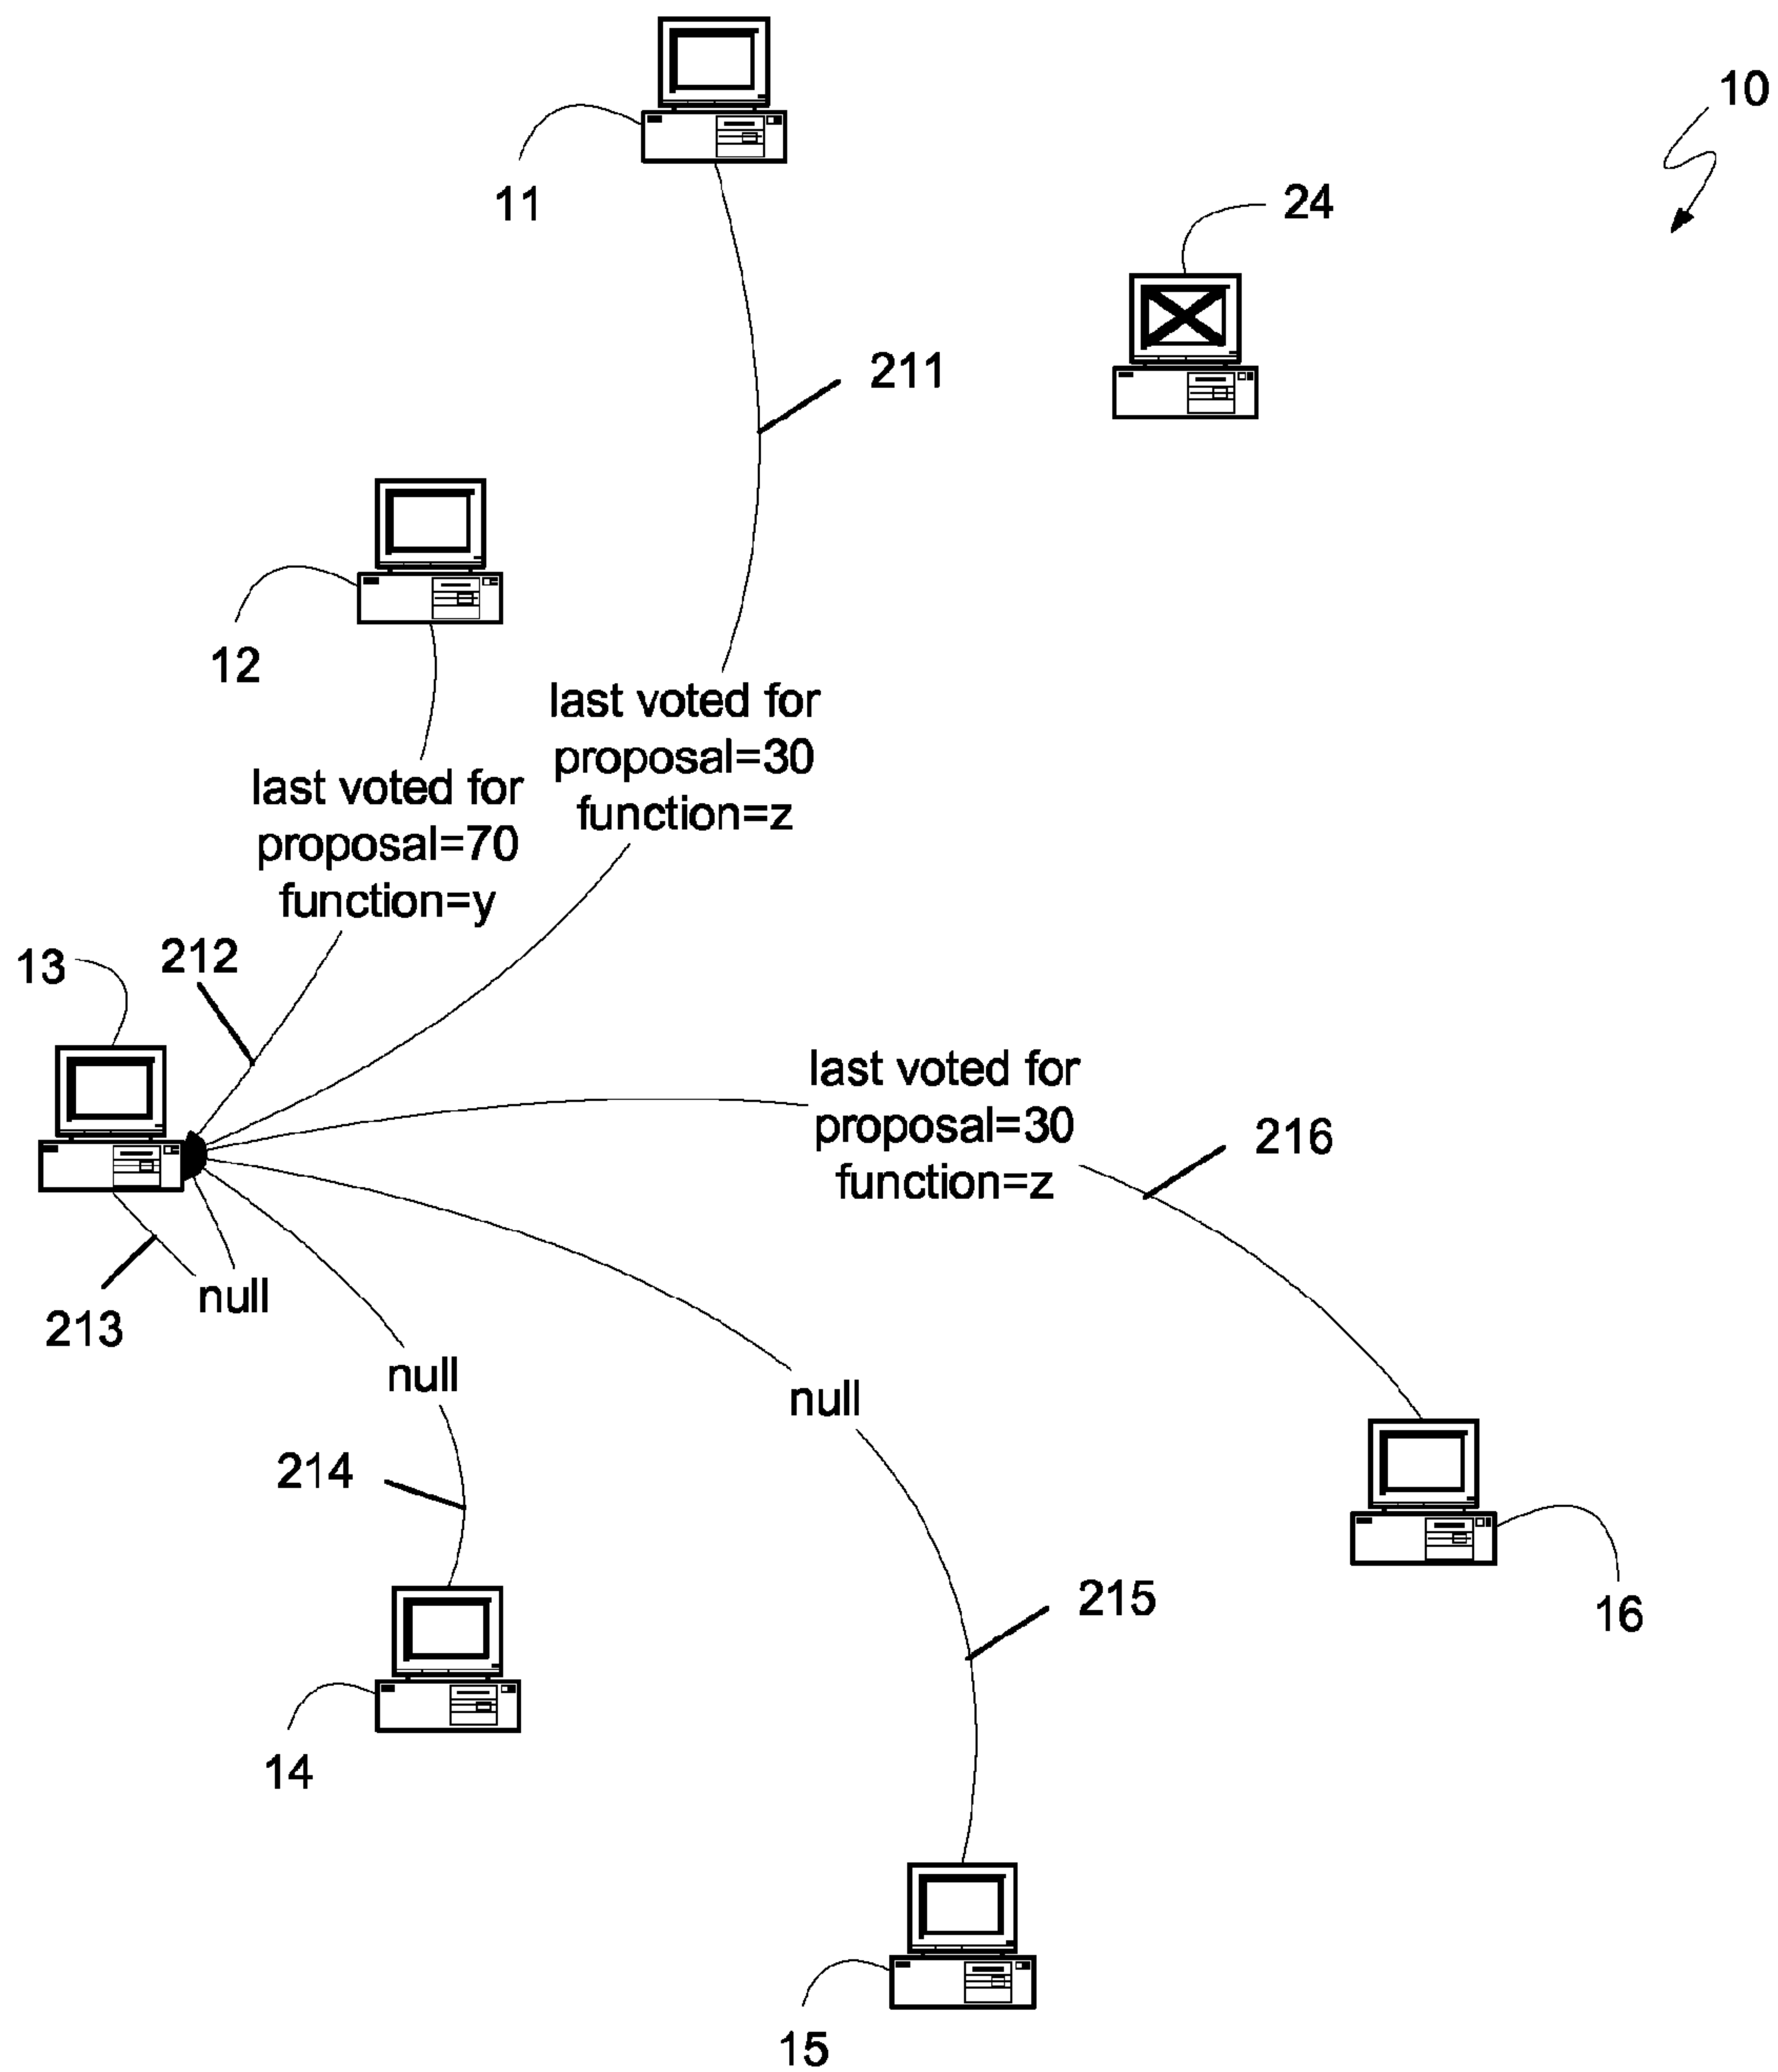 10
11
24
211
12
last voted for
proposal=30
function=z
last voted for
proposal=70
function=y
13
212
last voted for
proposal=30
function=z
216
null
213
null
null
214
215
16
14
15